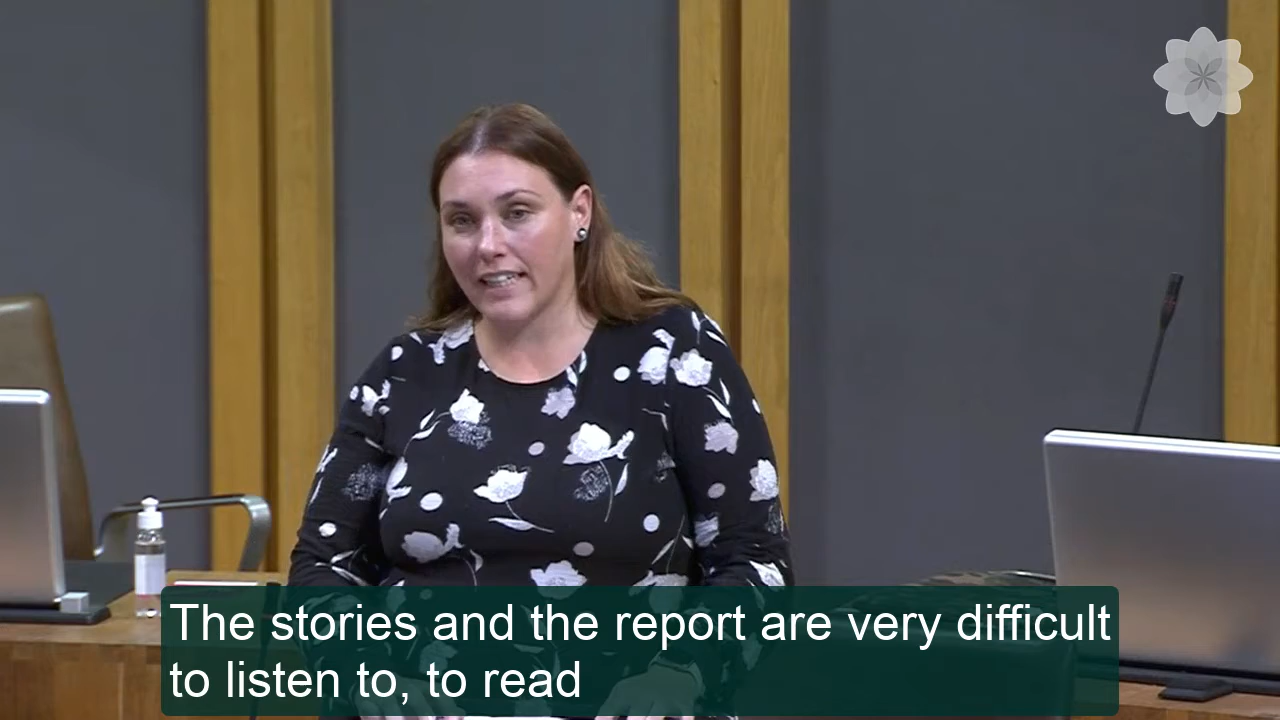 The stories and the report are very difficult
to listen to, to read